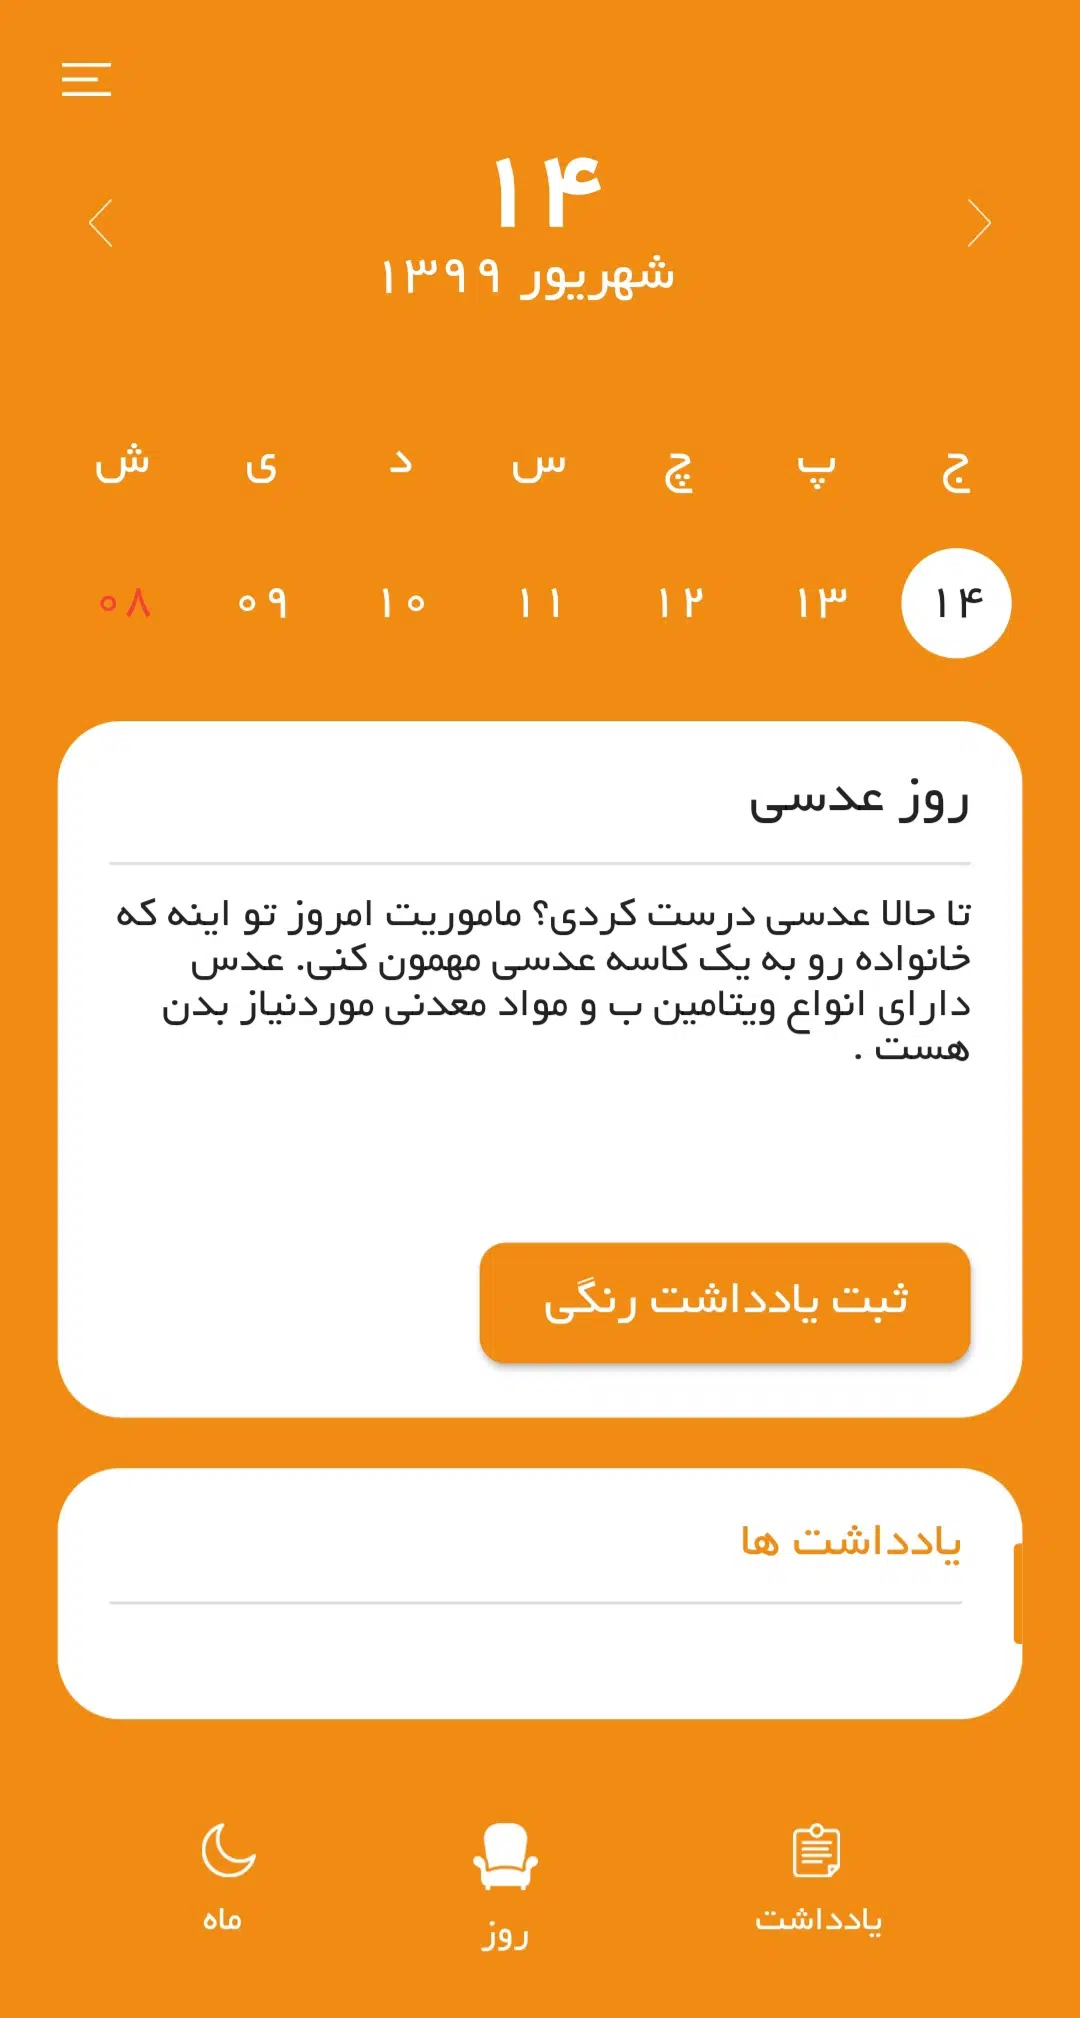 ۱۴
شهریور ۱۳۹۹
ج پ چ س د ی ش
۱۴ ۱۳ ۱۲ ۱۱ ۱۰ ۰۹ ۰۸
روز عدسی
تا حالا عدسی درست کردی؟ ماموریت امروز تو اینه که
خانواده رو به یک کاسه عدسی مهمون کنی. عدس
دارای انواع ویتامین ب و مواد معدنی موردنیاز بدن
هست .
ثبت یادداشت رنگی
یادداشت ها
یادداشت روز ماه